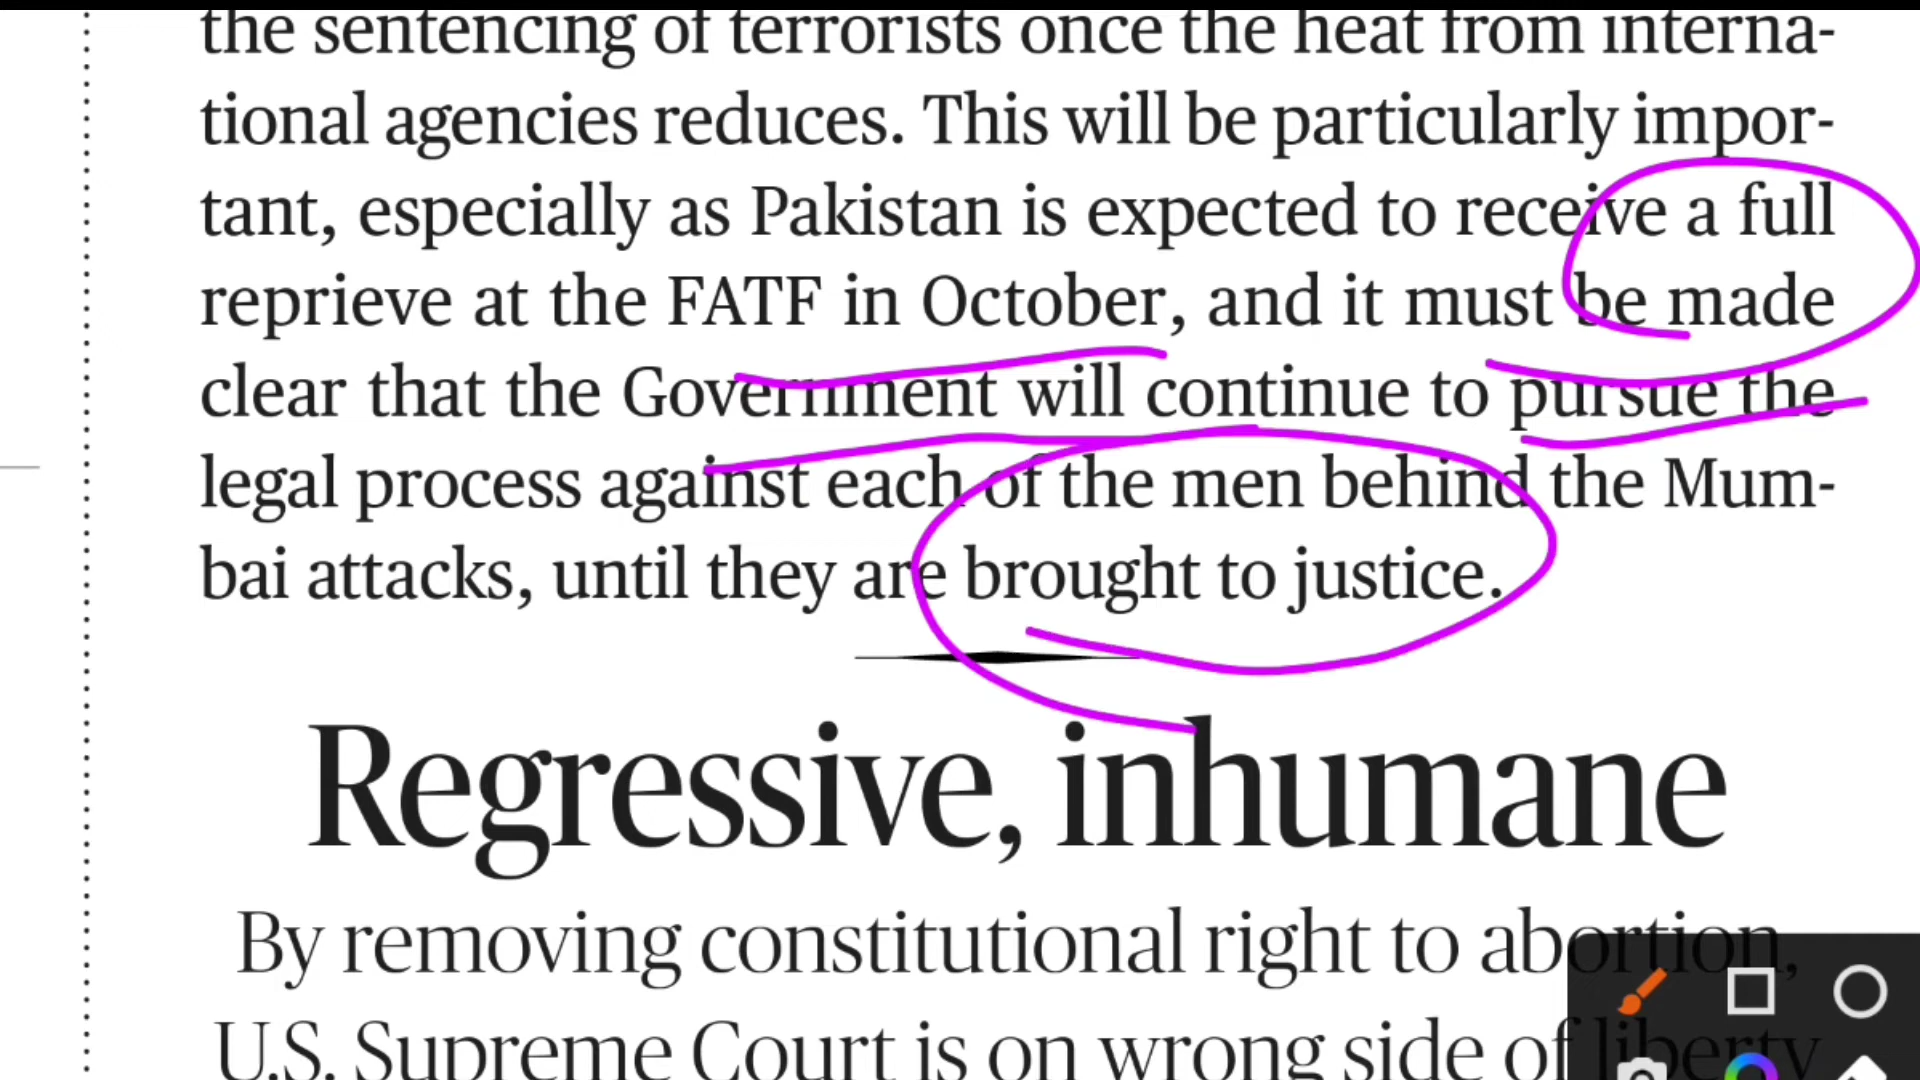 the sentencing of terrorists once the heat from interna-
tional agencies reduces. This will be particularly impor-
tant, especially as Pakistan is expected to receive a full
reprieve at the FATF in October, and it must be made
clear that the Government will continue to pursue the
legal process against each of the men behind the Mum-
bai attacks, until they are brought to justice.
Regressive, inhumane
By removing constitutional right to abortion,
U.S. Supreme Court is on wrong side of liberty